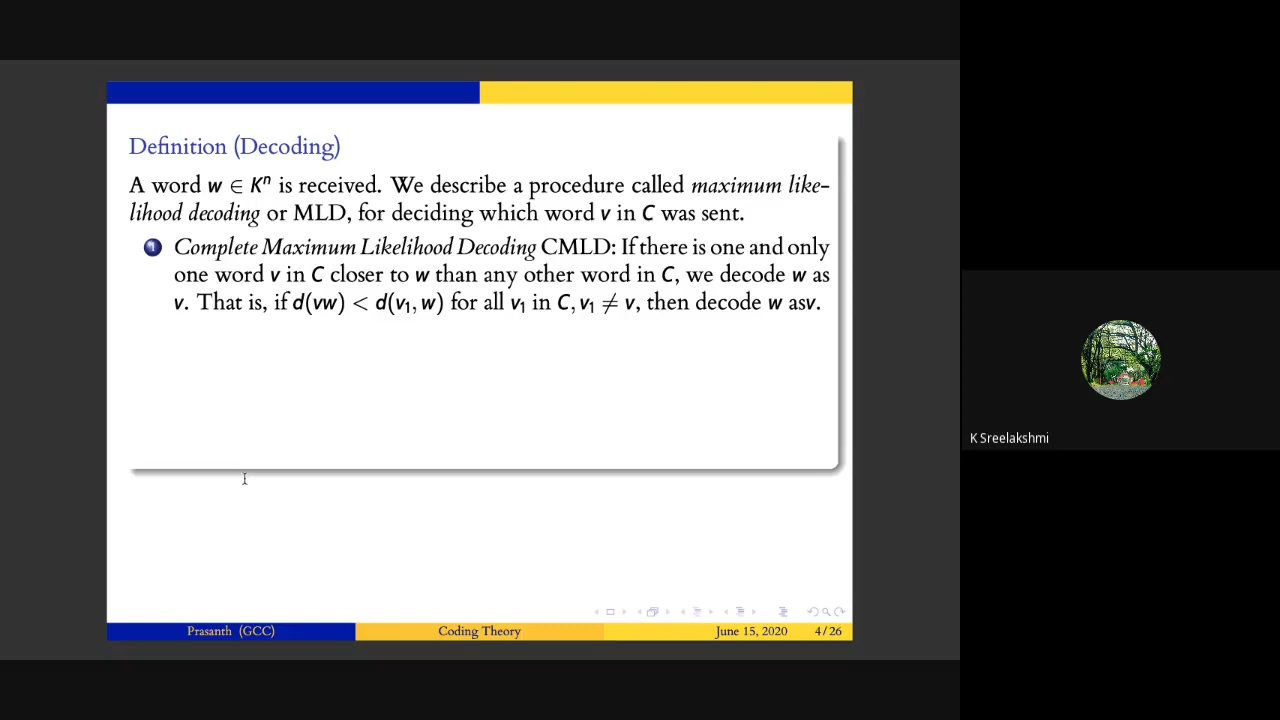 Definition (Decoding)
A word w ∈ Kⁿ is received. We describe a procedure called maximum like-
lihood decoding or MLD, for deciding which word v in C was sent.
1 Complete Maximum Likelihood Decoding CMLD: If there is one and only
one word v in C closer to w than any other word in C, we decode w as
v. That is, if d(vw) < d(v₁, w) for all v₁ in C, v₁ ≠ v, then decode w asv.
K Sreelakshmi
Prasanth (GCC) Coding Theory June 15, 2020 4/26